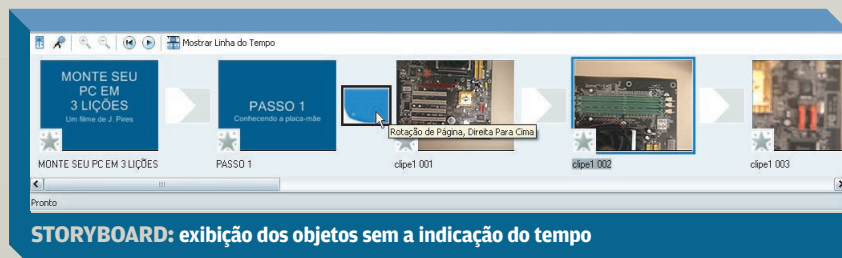 Mostrar Linha do Tempo
MONTE SEU
PC EM
3 LIÇÕES
Um filme de J. Pires
PASSO 1
Conhecendo a placa-mãe
Rotação de Página, Direita Para Cima
MONTE SEU PC EM 3 LIÇÕES
PASSO 1
clipe1 001
clipe1 002
clipe1 003
Pronto
STORYBOARD: exibição dos objetos sem a indicação do tempo